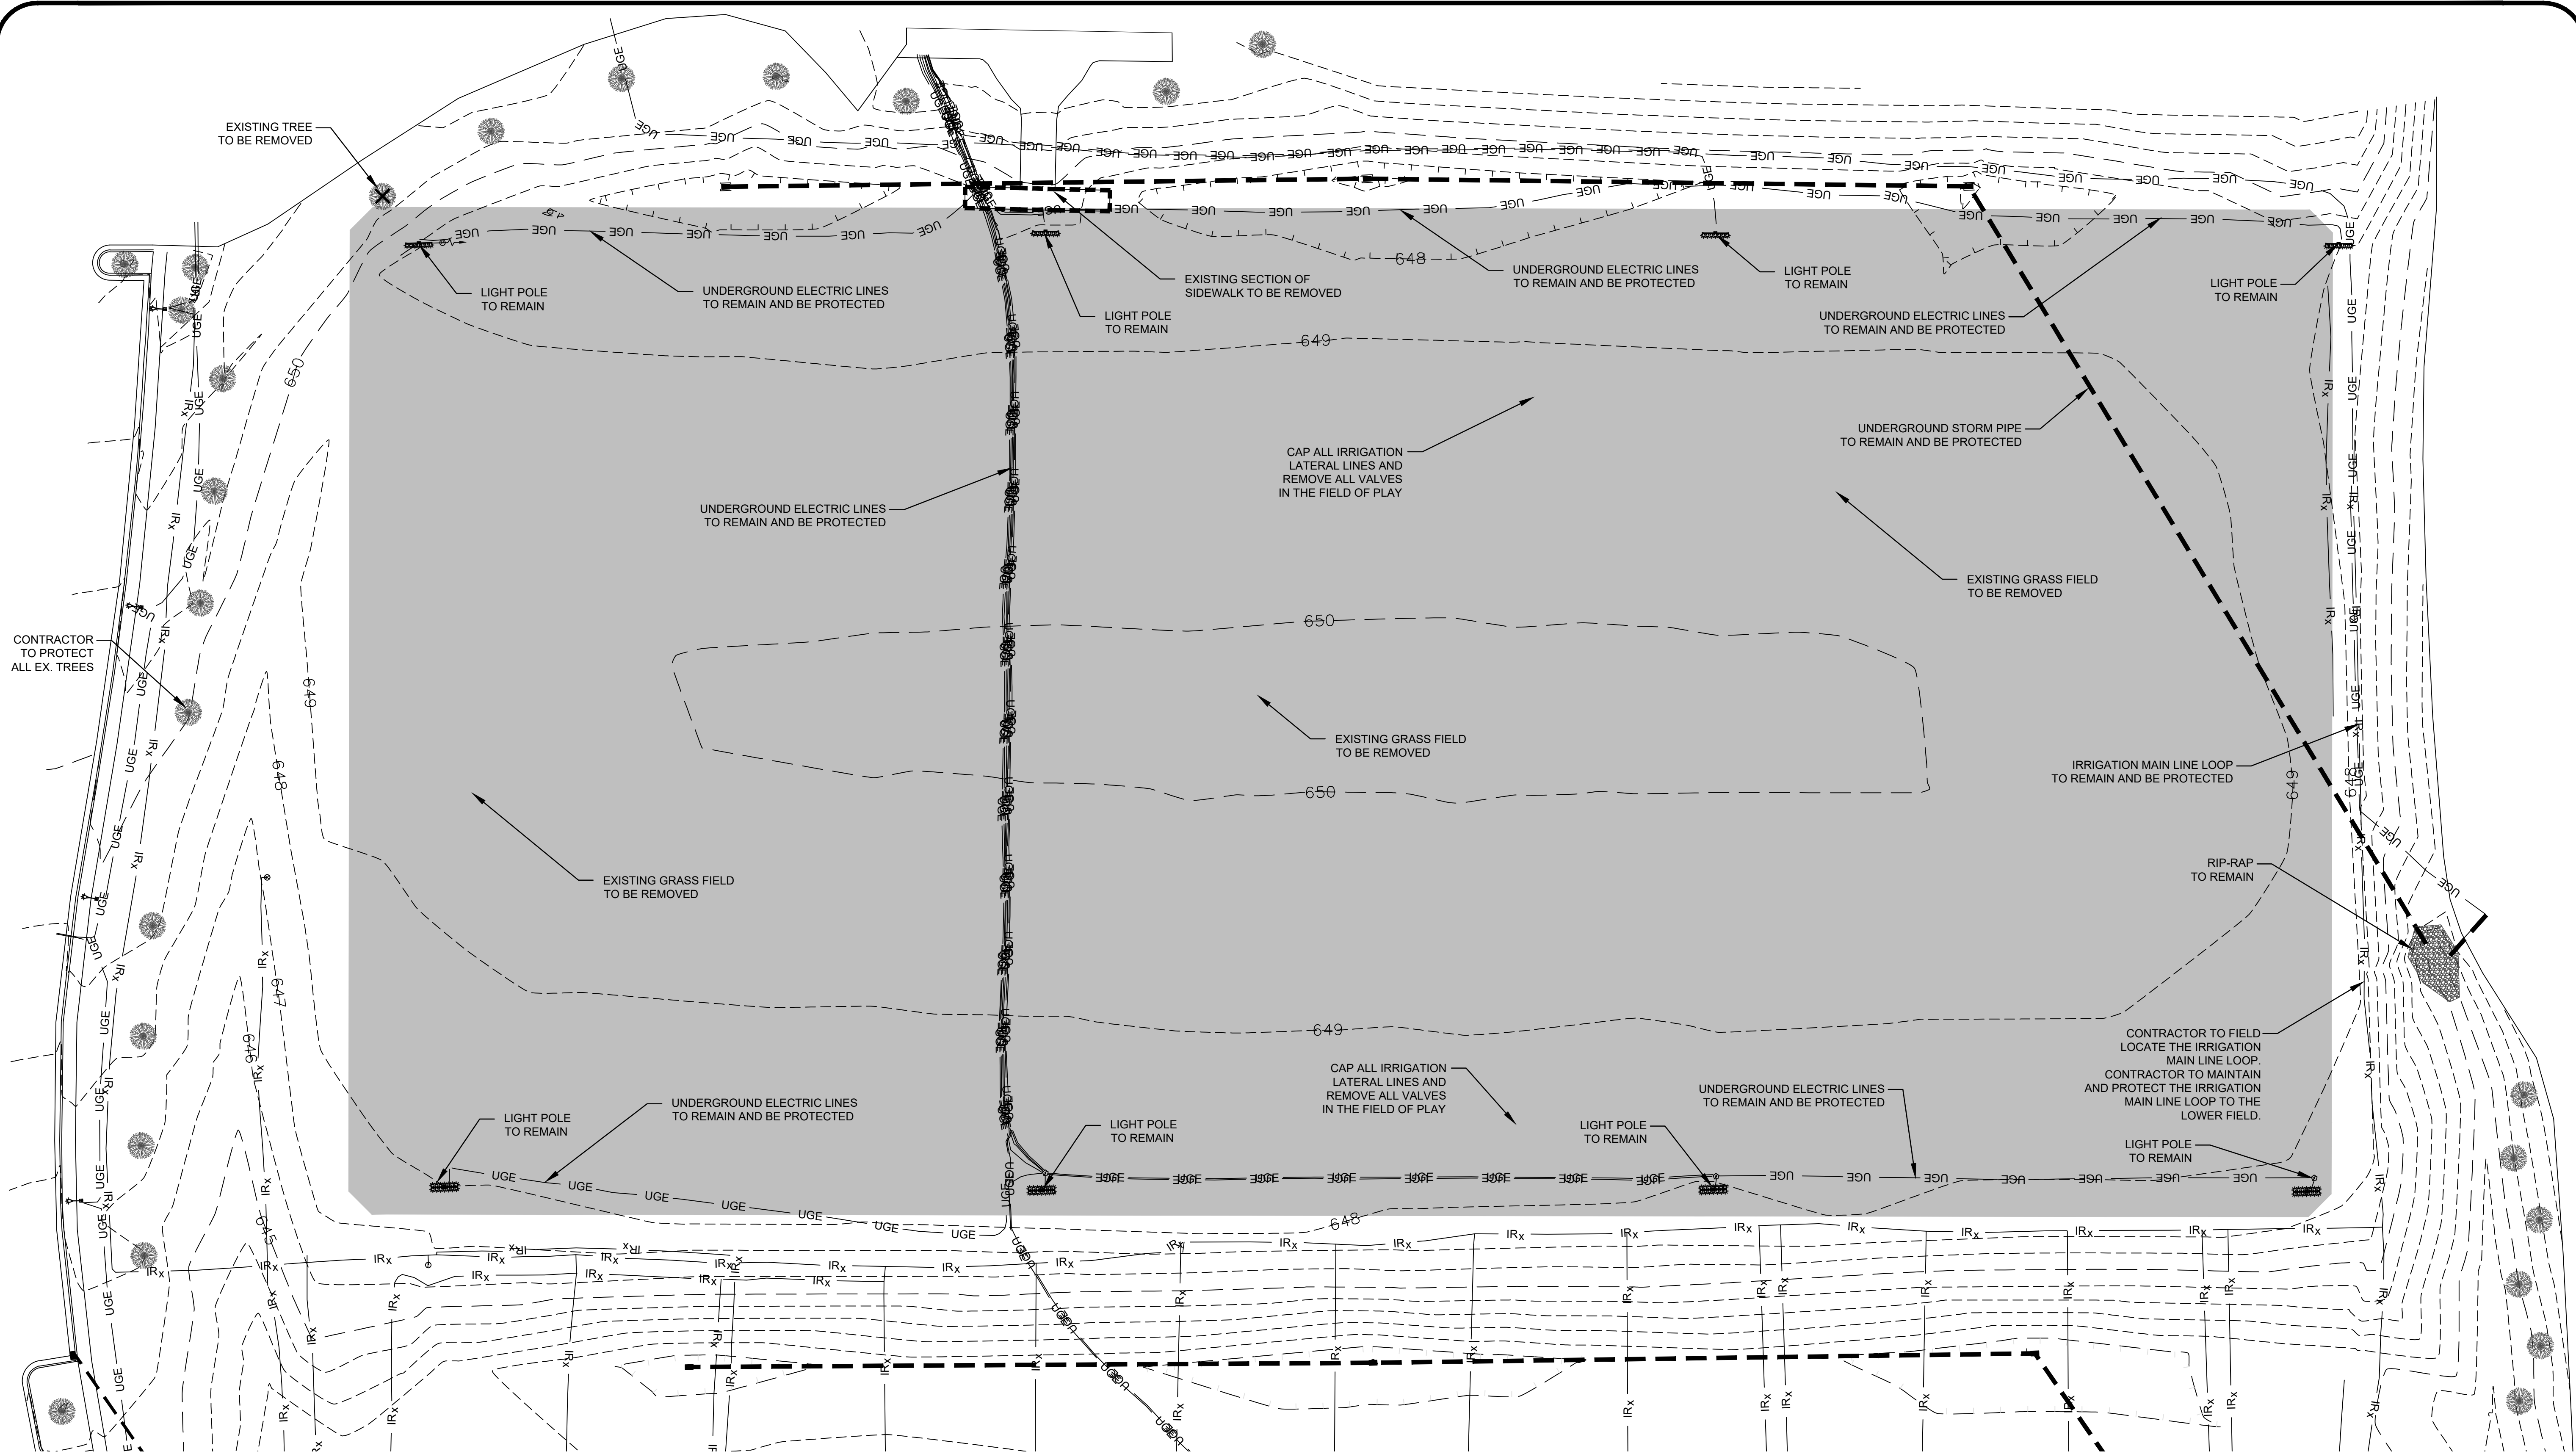 EXISTING TREE
TO BE REMOVED
LIGHT POLE
TO REMAIN
UNDERGROUND ELECTRIC LINES
TO REMAIN AND BE PROTECTED
LIGHT POLE
TO REMAIN
EXISTING SECTION OF
SIDEWALK TO BE REMOVED
UNDERGROUND ELECTRIC LINES
TO REMAIN AND BE PROTECTED
LIGHT POLE
TO REMAIN
UNDERGROUND ELECTRIC LINES
TO REMAIN AND BE PROTECTED
LIGHT POLE
TO REMAIN
648
649
650
UNDERGROUND STORM PIPE
TO REMAIN AND BE PROTECTED
CAP ALL IRRIGATION
LATERAL LINES AND
REMOVE ALL VALVES
IN THE FIELD OF PLAY
UNDERGROUND ELECTRIC LINES
TO REMAIN AND BE PROTECTED
EXISTING GRASS FIELD
TO BE REMOVED
CONTRACTOR
TO PROTECT
ALL EX. TREES
650
649
EXISTING GRASS FIELD
TO BE REMOVED
IRRIGATION MAIN LINE LOOP
TO REMAIN AND BE PROTECTED
648
650
649
648
EXISTING GRASS FIELD
TO BE REMOVED
RIP-RAP
TO REMAIN
647
646
645
649
CONTRACTOR TO FIELD
LOCATE THE IRRIGATION
MAIN LINE LOOP.
CONTRACTOR TO MAINTAIN
AND PROTECT THE IRRIGATION
MAIN LINE LOOP TO THE
LOWER FIELD.
CAP ALL IRRIGATION
LATERAL LINES AND
REMOVE ALL VALVES
IN THE FIELD OF PLAY
UNDERGROUND ELECTRIC LINES
TO REMAIN AND BE PROTECTED
UNDERGROUND ELECTRIC LINES
TO REMAIN AND BE PROTECTED
LIGHT POLE
TO REMAIN
LIGHT POLE
TO REMAIN
LIGHT POLE
TO REMAIN
LIGHT POLE
TO REMAIN
648
UGE
IRx